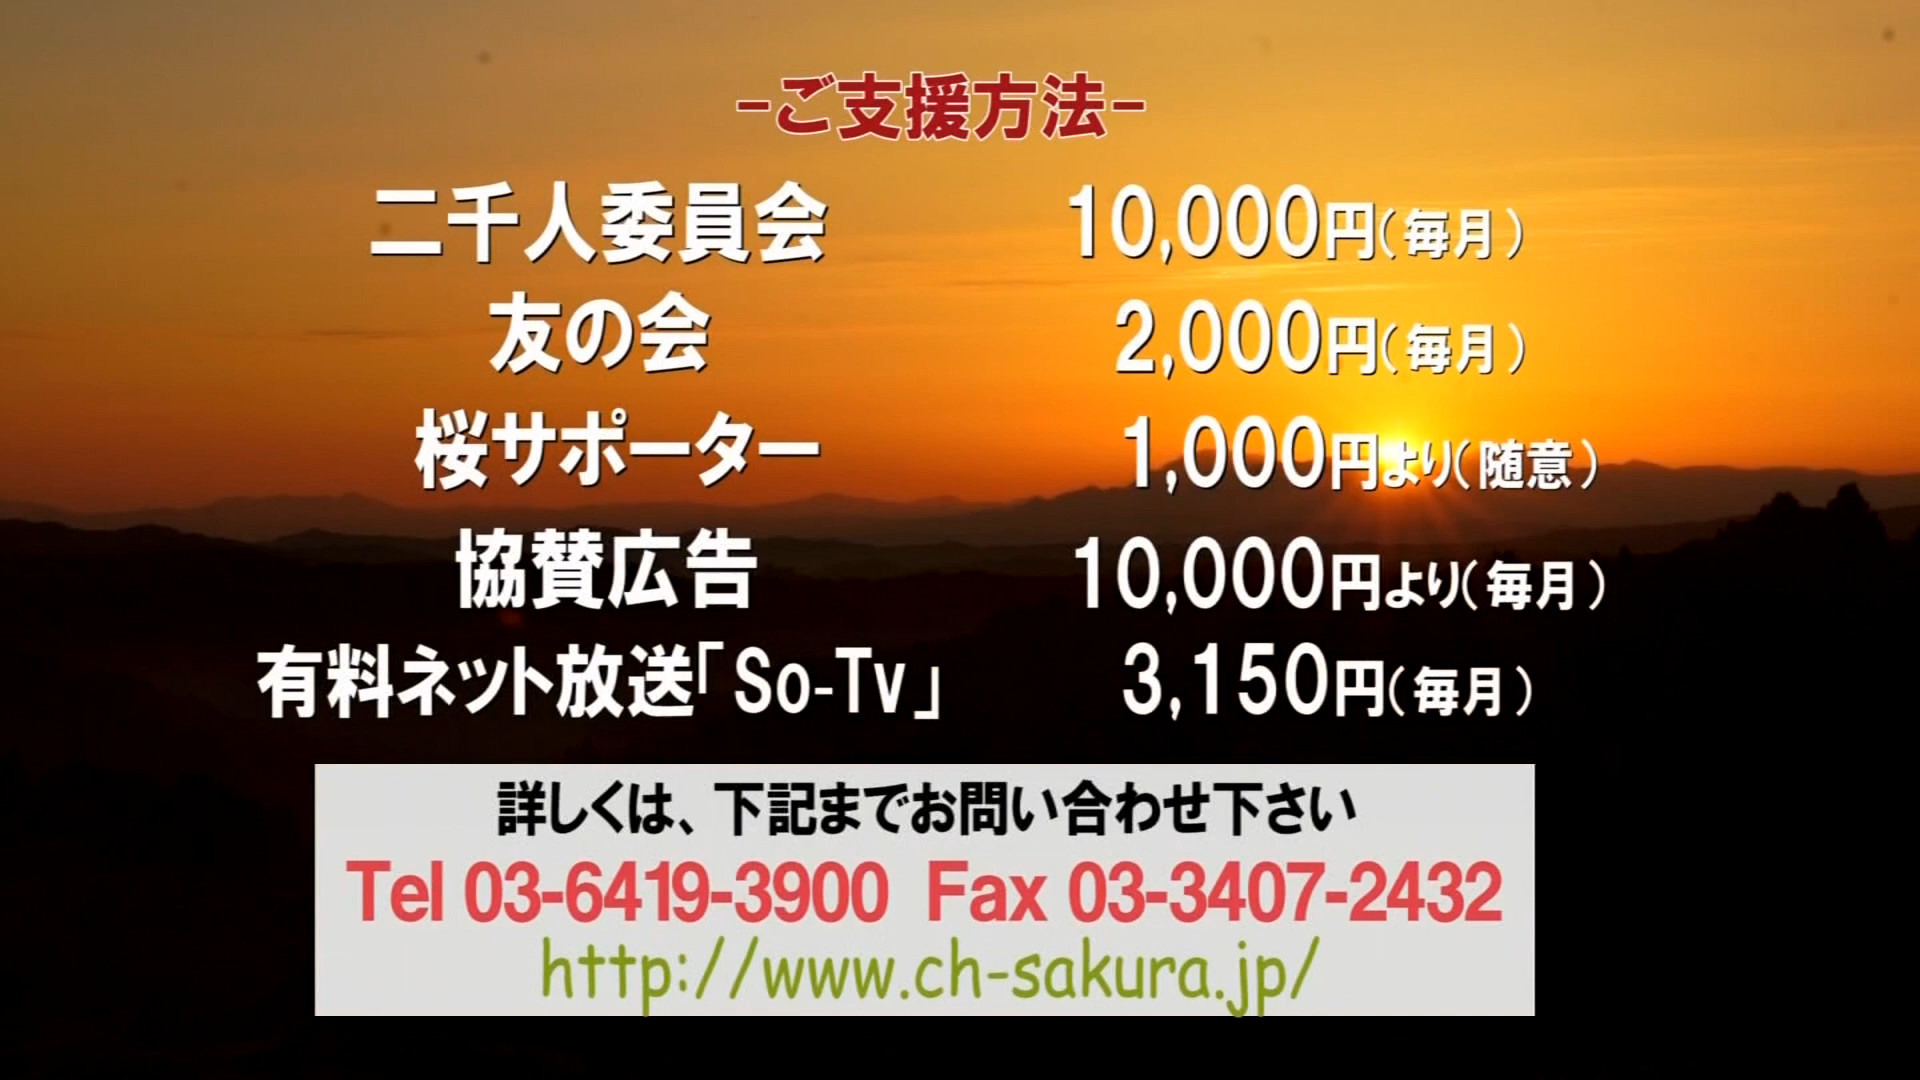 -ご支援方法-
二千人委員会 10,000円(毎月)
友の会 2,000円(毎月)
桜サポーター 1,000円より(随意)
協賛広告 10,000円より(毎月)
有料ネット放送「So-Tv」 3,150円(毎月)
詳しくは、下記までお問い合わせ下さい
Tel 03-6419-3900 Fax 03-3407-2432
http://www.ch-sakura.jp/